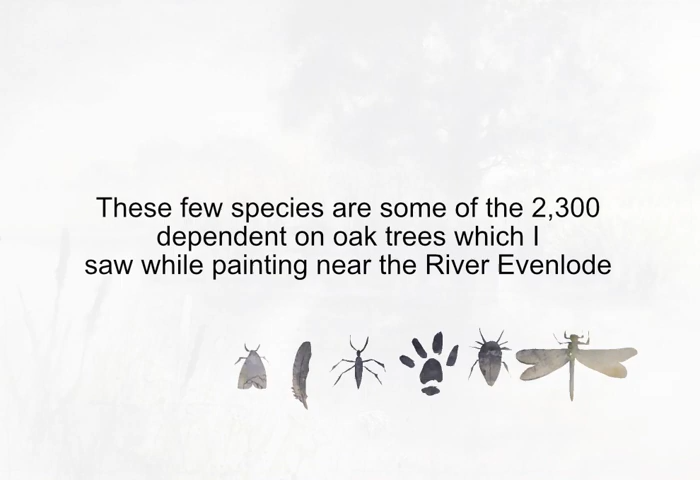 These few species are some of the 2,300
dependent on oak trees which I
saw while painting near the River Evenlode